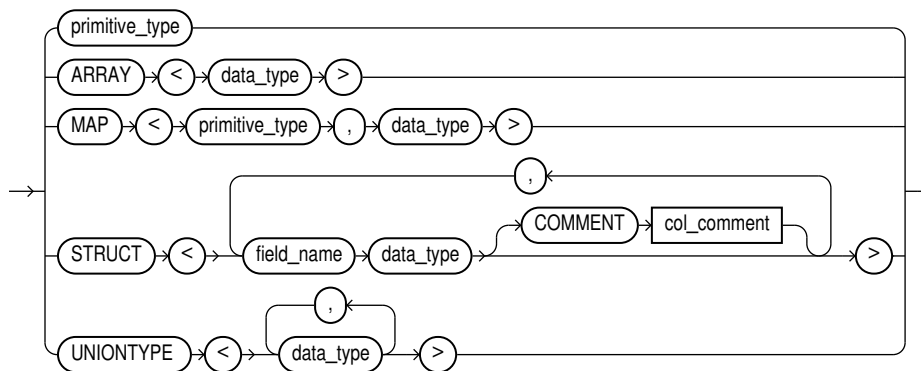 primitive_type
ARRAY < data_type >
MAP < primitive_type , data_type >
,
COMMENT col_comment
STRUCT < field_name data_type >
,
UNIONTYPE < data_type >